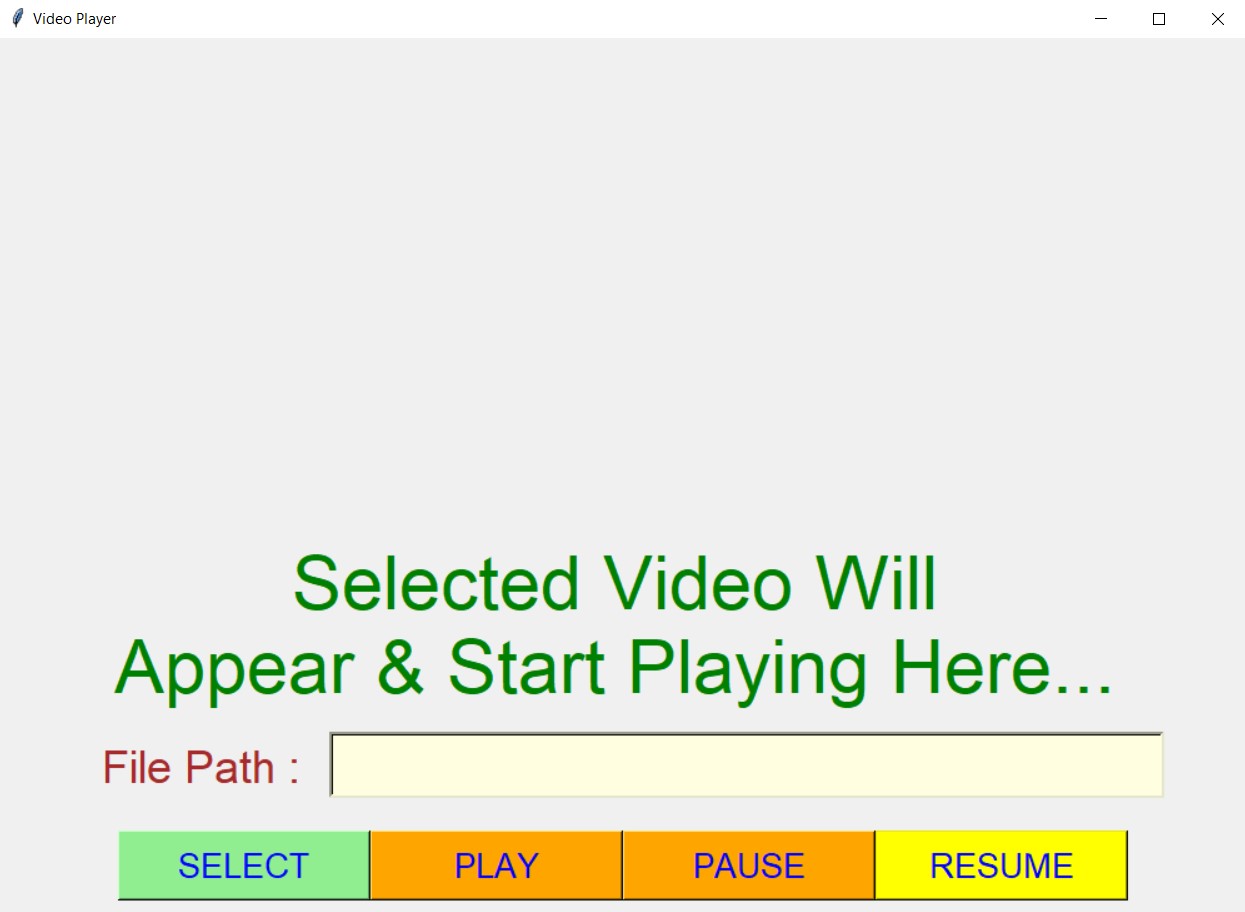 Video Player
Selected Video Will
Appear & Start Playing Here...
File Path :
SELECT PLAY PAUSE RESUME